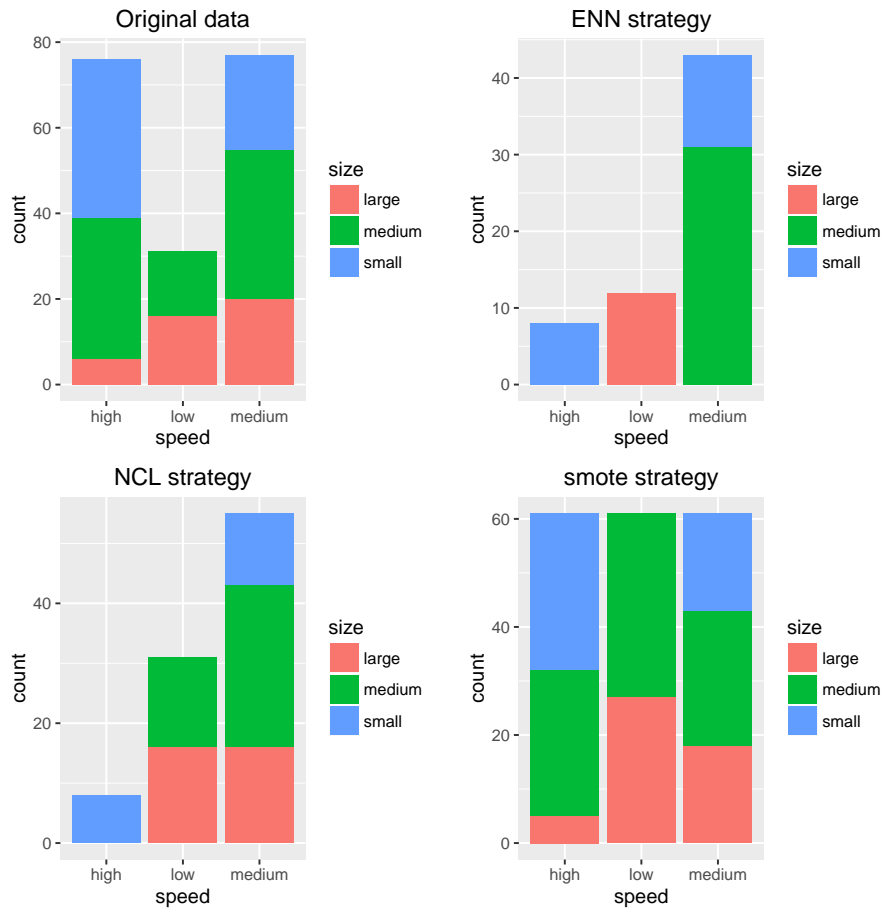 Original data
80
60
40
20
0
count
high low medium
speed
size
large
medium
small
ENN strategy
40
30
20
10
0
count
high low medium
speed
size
large
medium
small
NCL strategy
40
20
0
count
high low medium
speed
size
large
medium
small
smote strategy
60
40
20
0
count
high low medium
speed
size
large
medium
small